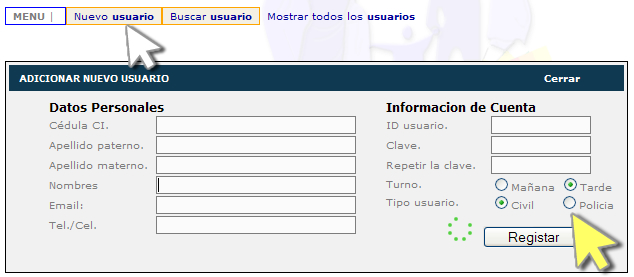 MENU | Nuevo usuario Buscar usuario Mostrar todos los usuarios
ADICIONAR NUEVO USUARIO Cerrar
Datos Personales Informacion de Cuenta
Cédula CI. ID usuario.
Apellido paterno. Clave.
Apellido materno. Repetir la clave.
Nombres Turno. Mañana Tarde
Email: Tipo usuario. Civil Policia
Tel./Cel. Registar